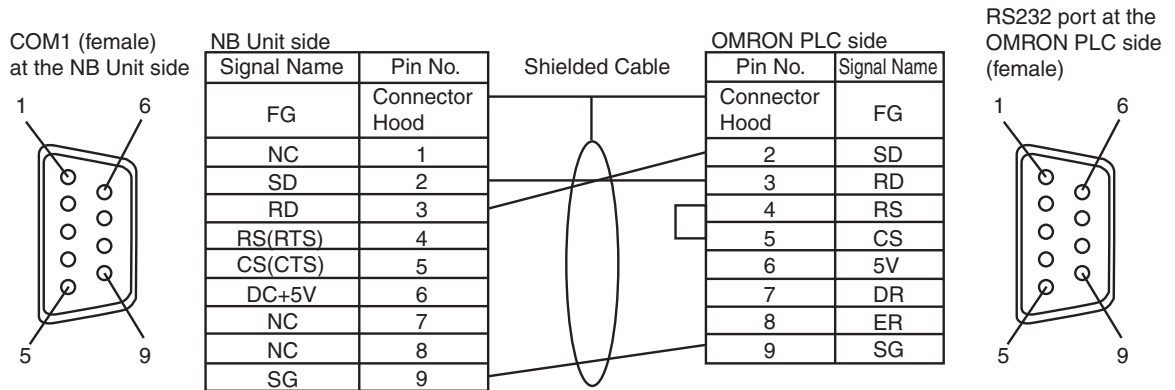 COM1 (female)
at the NB Unit side
1 6
5 9
NB Unit side
Signal Name Pin No.
FG Connector Hood
NC 1
SD 2
RD 3
RS(RTS) 4
CS(CTS) 5
DC+5V 6
NC 7
NC 8
SG 9
Shielded Cable
OMRON PLC side
Pin No. Signal Name
Connector Hood FG
2 SD
3 RD
4 RS
5 CS
6 5V
7 DR
8 ER
9 SG
RS232 port at the
OMRON PLC side
(female)
1 6
5 9